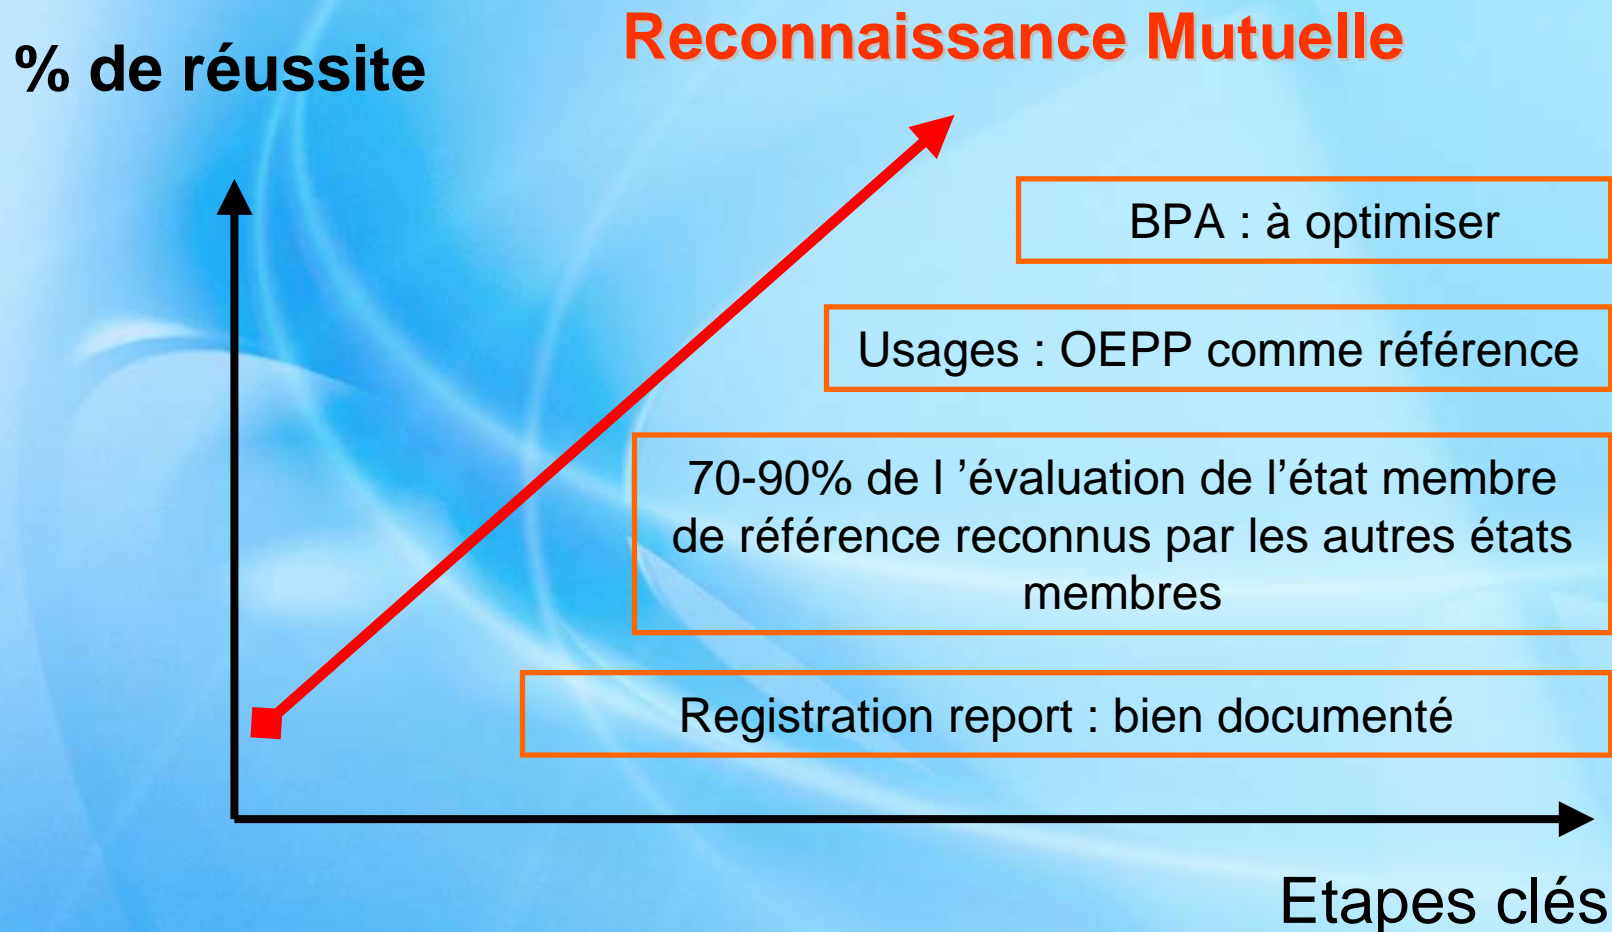 Reconnaissance Mutuelle
% de réussite
BPA : à optimiser
Usages : OEPP comme référence
70-90% de l ’évaluation de l’état membre
de référence reconnus par les autres états
membres
Registration report : bien documenté
Etapes clés